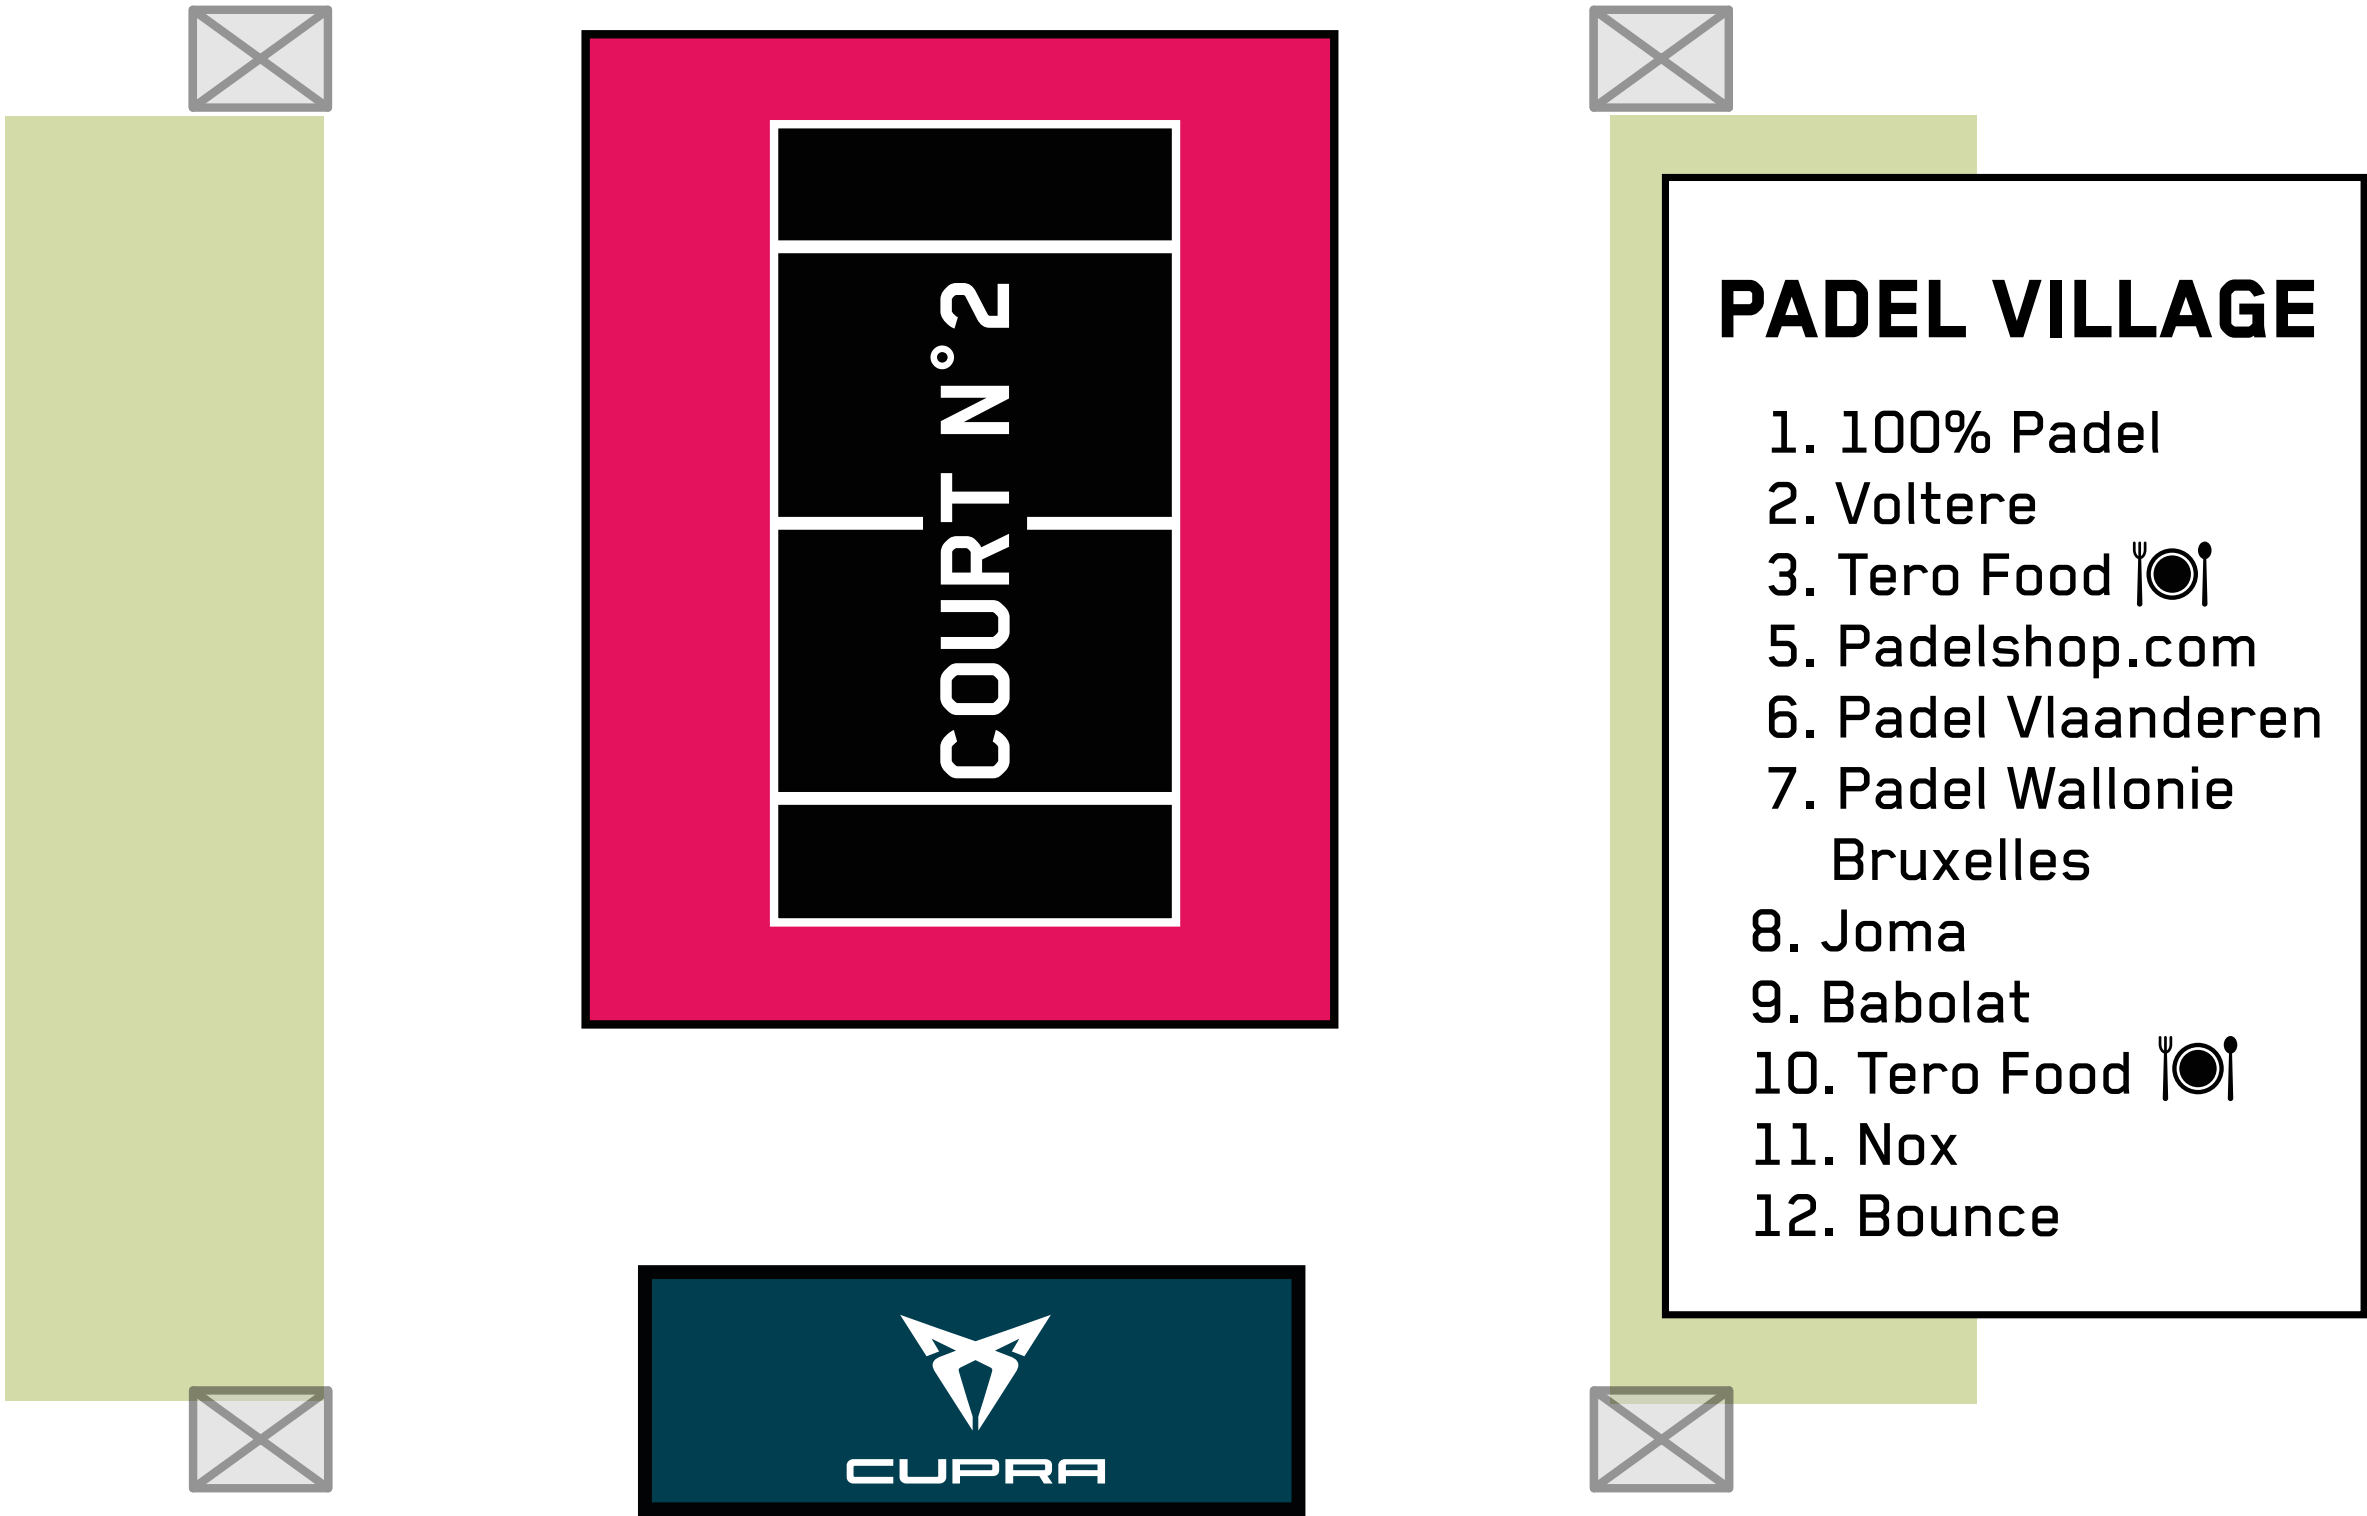 COURT N°2
PADEL VILLAGE
1. 100% Padel
2. Voltere
3. Tero Food
5. Padelshop.com
6. Padel Vlaanderen
7. Padel Wallonie
Bruxelles
8. Joma
9. Babolat
10. Tero Food
11. Nox
12. Bounce
CUPRA